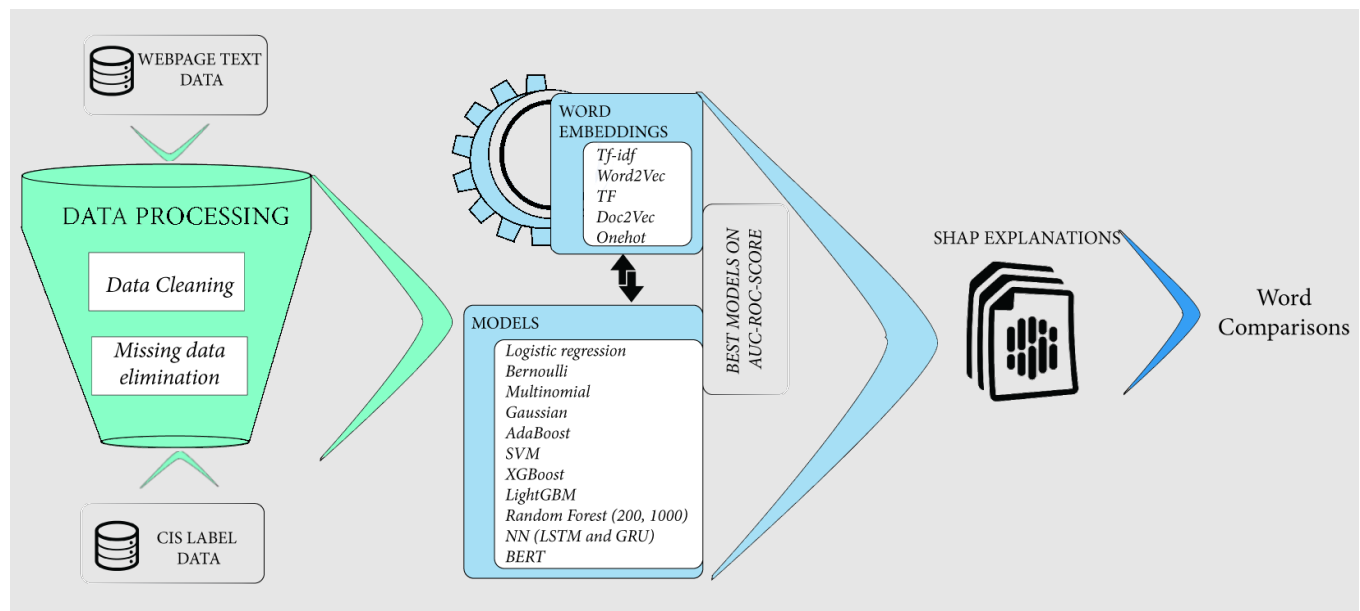 WEBPAGE TEXT
DATA
DATA PROCESSING
Data Cleaning
Missing data
elimination
CIS LABEL
DATA
WORD
EMBEDDINGS
Tf-idf
Word2Vec
TF
Doc2Vec
Onehot
MODELS
Logistic regression
Bernoulli
Multinomial
Gaussian
AdaBoost
SVM
XGBoost
LightGBM
Random Forest (200, 1000)
NN (LSTM and GRU)
BERT
BEST MODELS ON
AUC-ROC-SCORE
SHAP EXPLANATIONS
Word
Comparisons